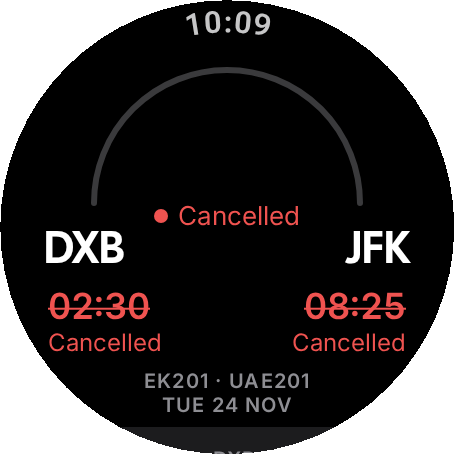 10:09
Cancelled
DXB JFK
02:30 08:25
Cancelled Cancelled
EK201 · UAE201
TUE 24 NOV